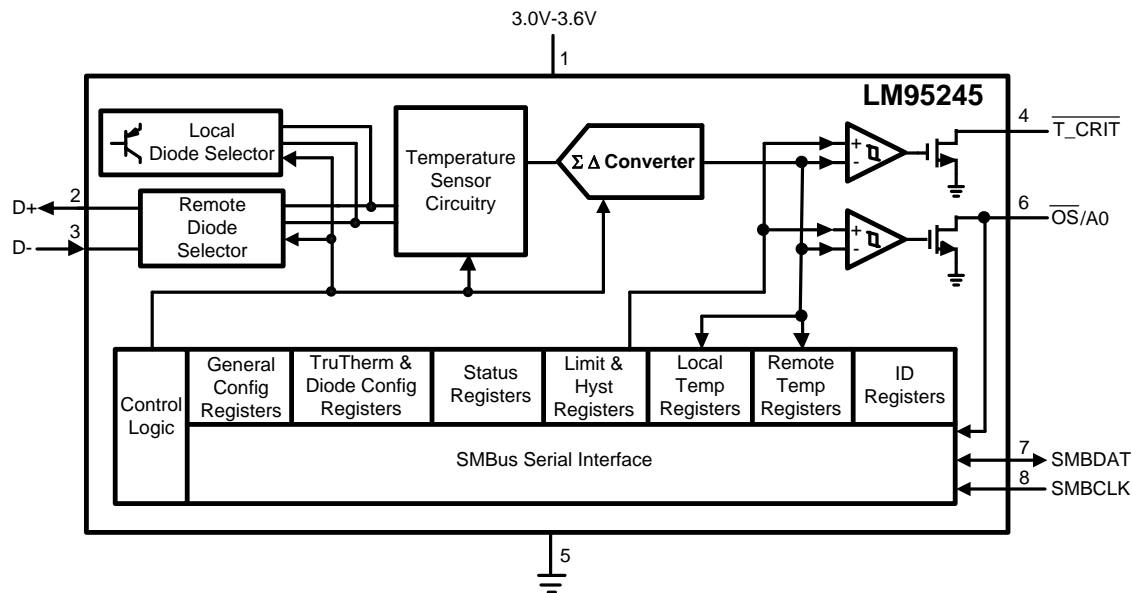 3.0V-3.6V
1
LM95245
Local
Diode Selector
Temperature
Sensor
Circuitry
Σ Δ Converter
+
-
4
T_CRIT
D+
2
Remote
Diode
Selector
D-
3
+
-
6
OS/A0
Control
Logic
General
Config
Registers
TruTherm &
Diode Config
Registers
Status
Registers
Limit &
Hyst
Registers
Local
Temp
Registers
Remote
Temp
Registers
ID
Registers
SMBus Serial Interface
7
SMBDAT
8
SMBCLK
5